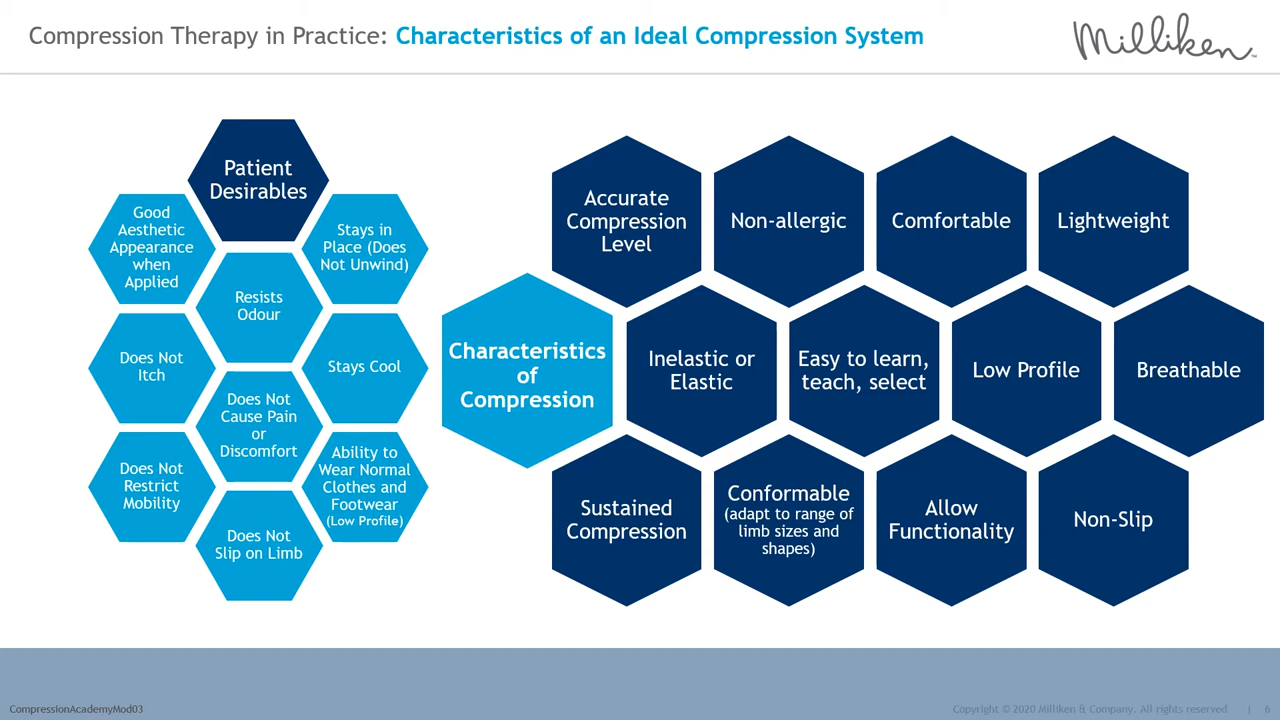 Compression Therapy in Practice: Characteristics of an Ideal Compression System
Milliken™
Patient
Desirables
Good
Aesthetic
Appearance
when
Applied
Stays in
Place (Does
Not Unwind)
Resists
Odour
Does Not
Itch
Stays Cool
Does Not
Cause Pain
or
Discomfort
Does Not
Restrict
Mobility
Ability to
Wear Normal
Clothes and
Footwear
(Low Profile)
Does Not
Slip on Limb
Characteristics
of
Compression
Accurate
Compression
Level
Non-allergic
Comfortable
Lightweight
Inelastic or
Elastic
Easy to learn,
teach, select
Low Profile
Breathable
Sustained
Compression
Conformable
(adapt to range of
limb sizes and
shapes)
Allow
Functionality
Non-Slip
CompressionAcademyMod03
Copyright © 2020 Milliken & Company. All rights reserved | 6